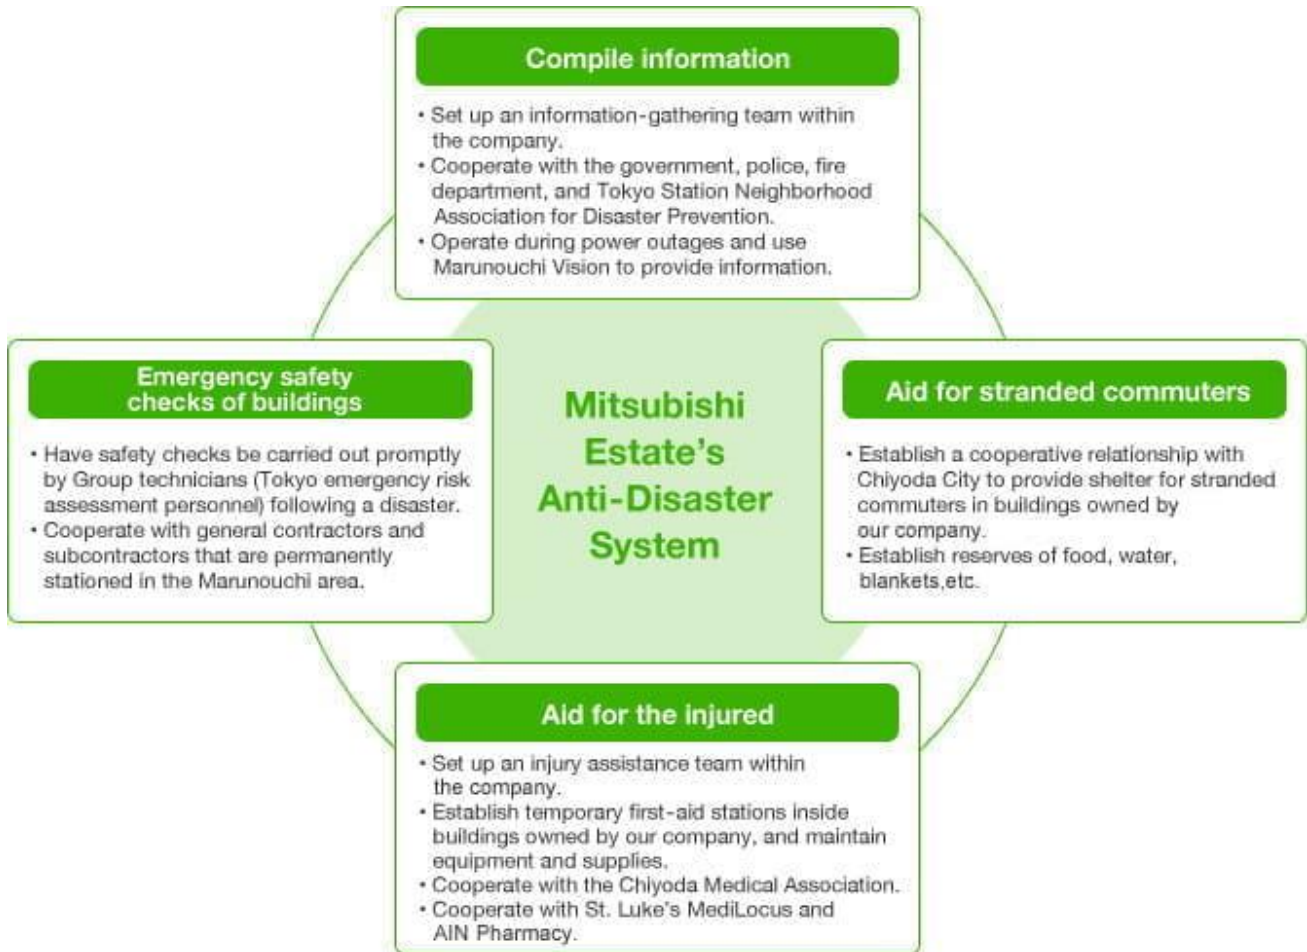 Compile information
• Set up an information-gathering team within
the company.
• Cooperate with the government, police, fire
department, and Tokyo Station Neighborhood
Association for Disaster Prevention.
• Operate during power outages and use
Marunouchi Vision to provide information.
Emergency safety
checks of buildings
• Have safety checks be carried out promptly
by Group technicians (Tokyo emergency risk
assessment personnel) following a disaster.
• Cooperate with general contractors and
subcontractors that are permanently
stationed in the Marunouchi area.
Mitsubishi
Estate's
Anti-Disaster
System
Aid for stranded commuters
• Establish a cooperative relationship with
Chiyoda City to provide shelter for stranded
commuters in buildings owned by
our company.
• Establish reserves of food, water,
blankets,etc.
Aid for the injured
• Set up an injury assistance team within
the company.
• Establish temporary first-aid stations inside
buildings owned by our company, and maintain
equipment and supplies.
• Cooperate with the Chiyoda Medical Association.
• Cooperate with St. Luke's MediLocus and
AIN Pharmacy.